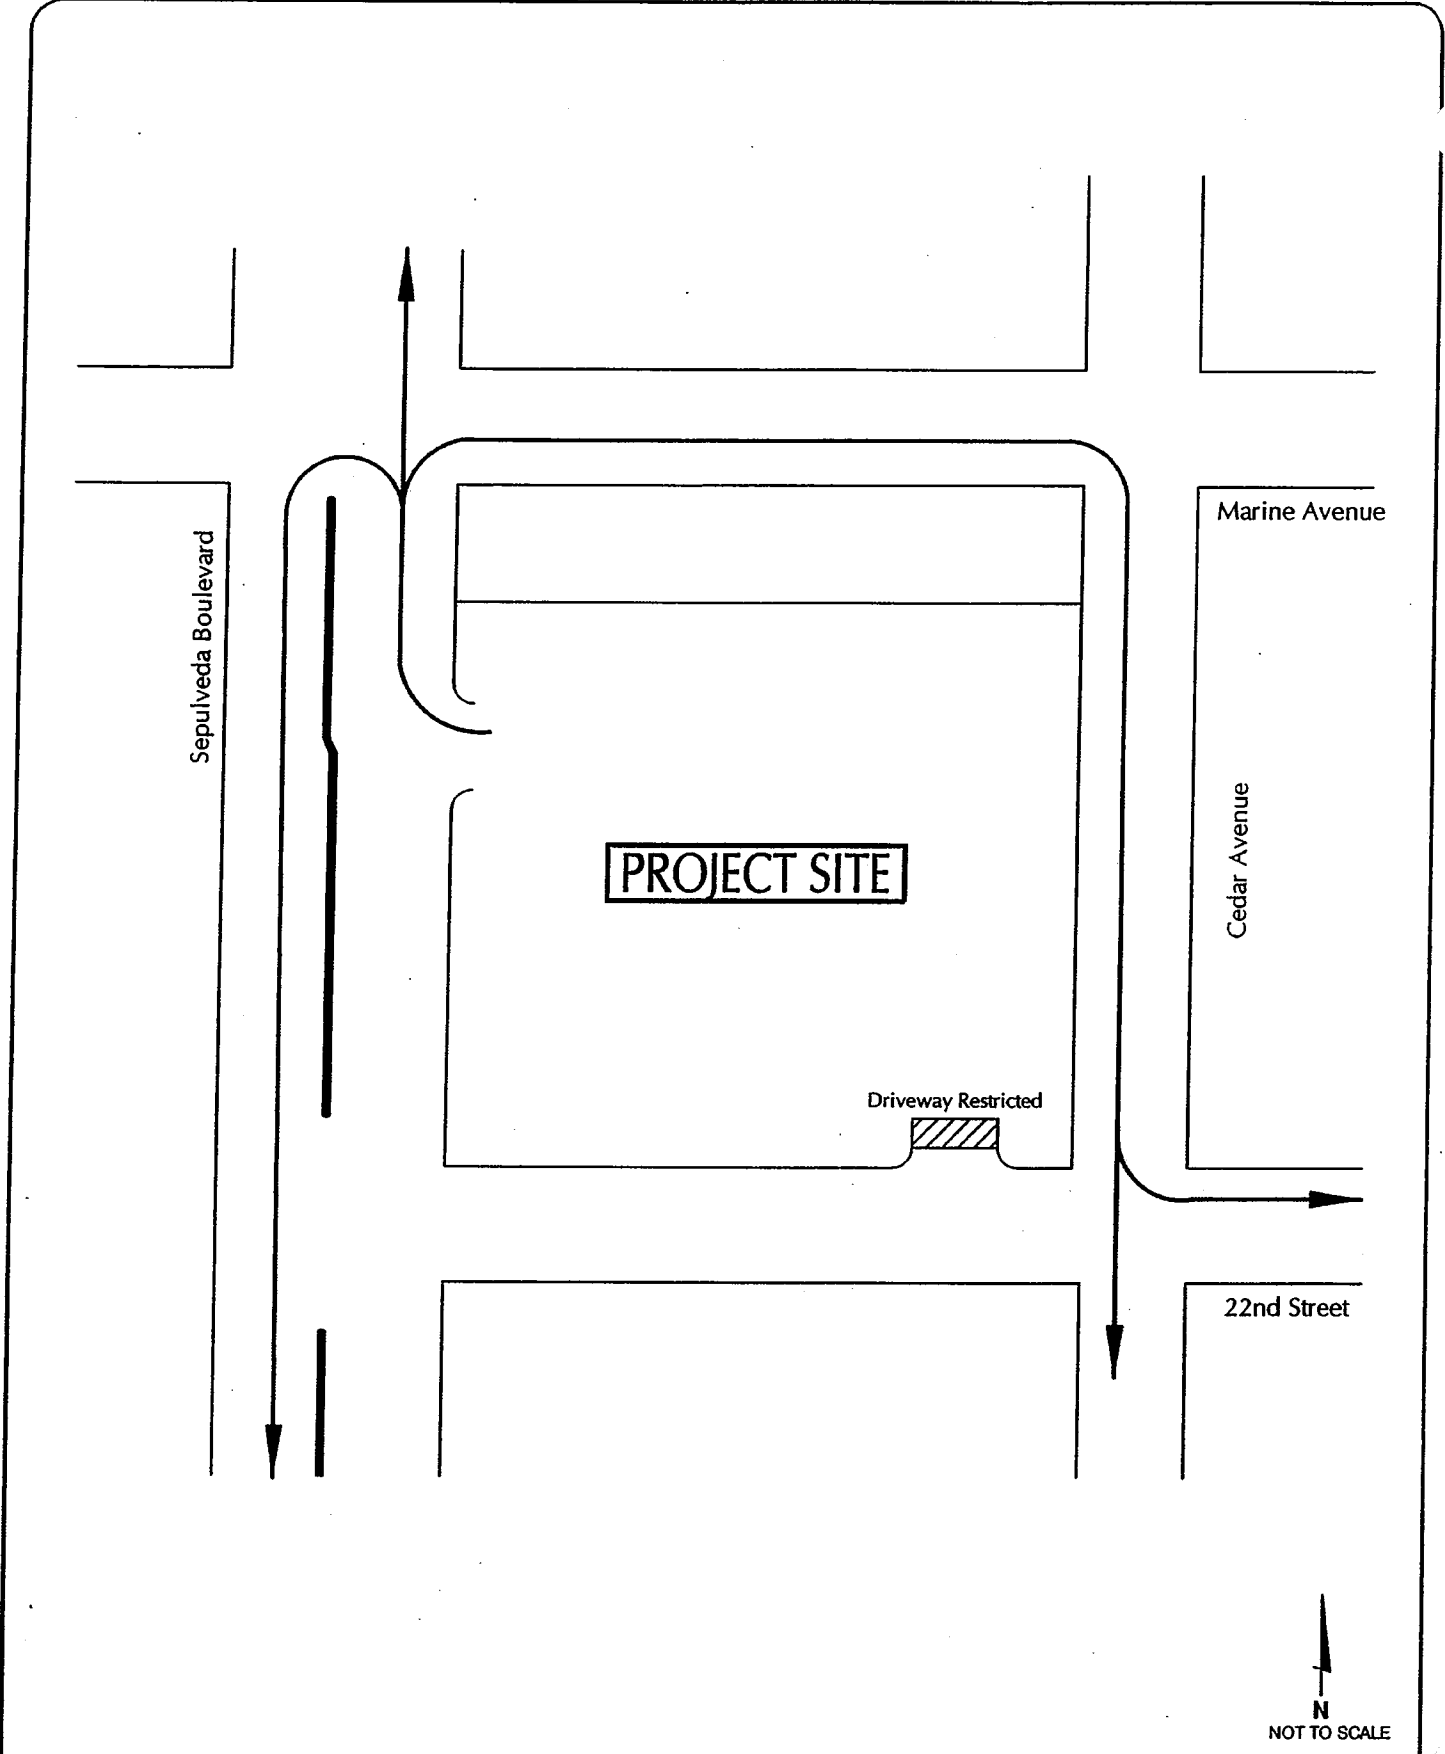 Marine Avenue
Sepulveda Boulevard
Cedar Avenue
PROJECT SITE
Driveway Restricted
22nd Street
N
NOT TO SCALE